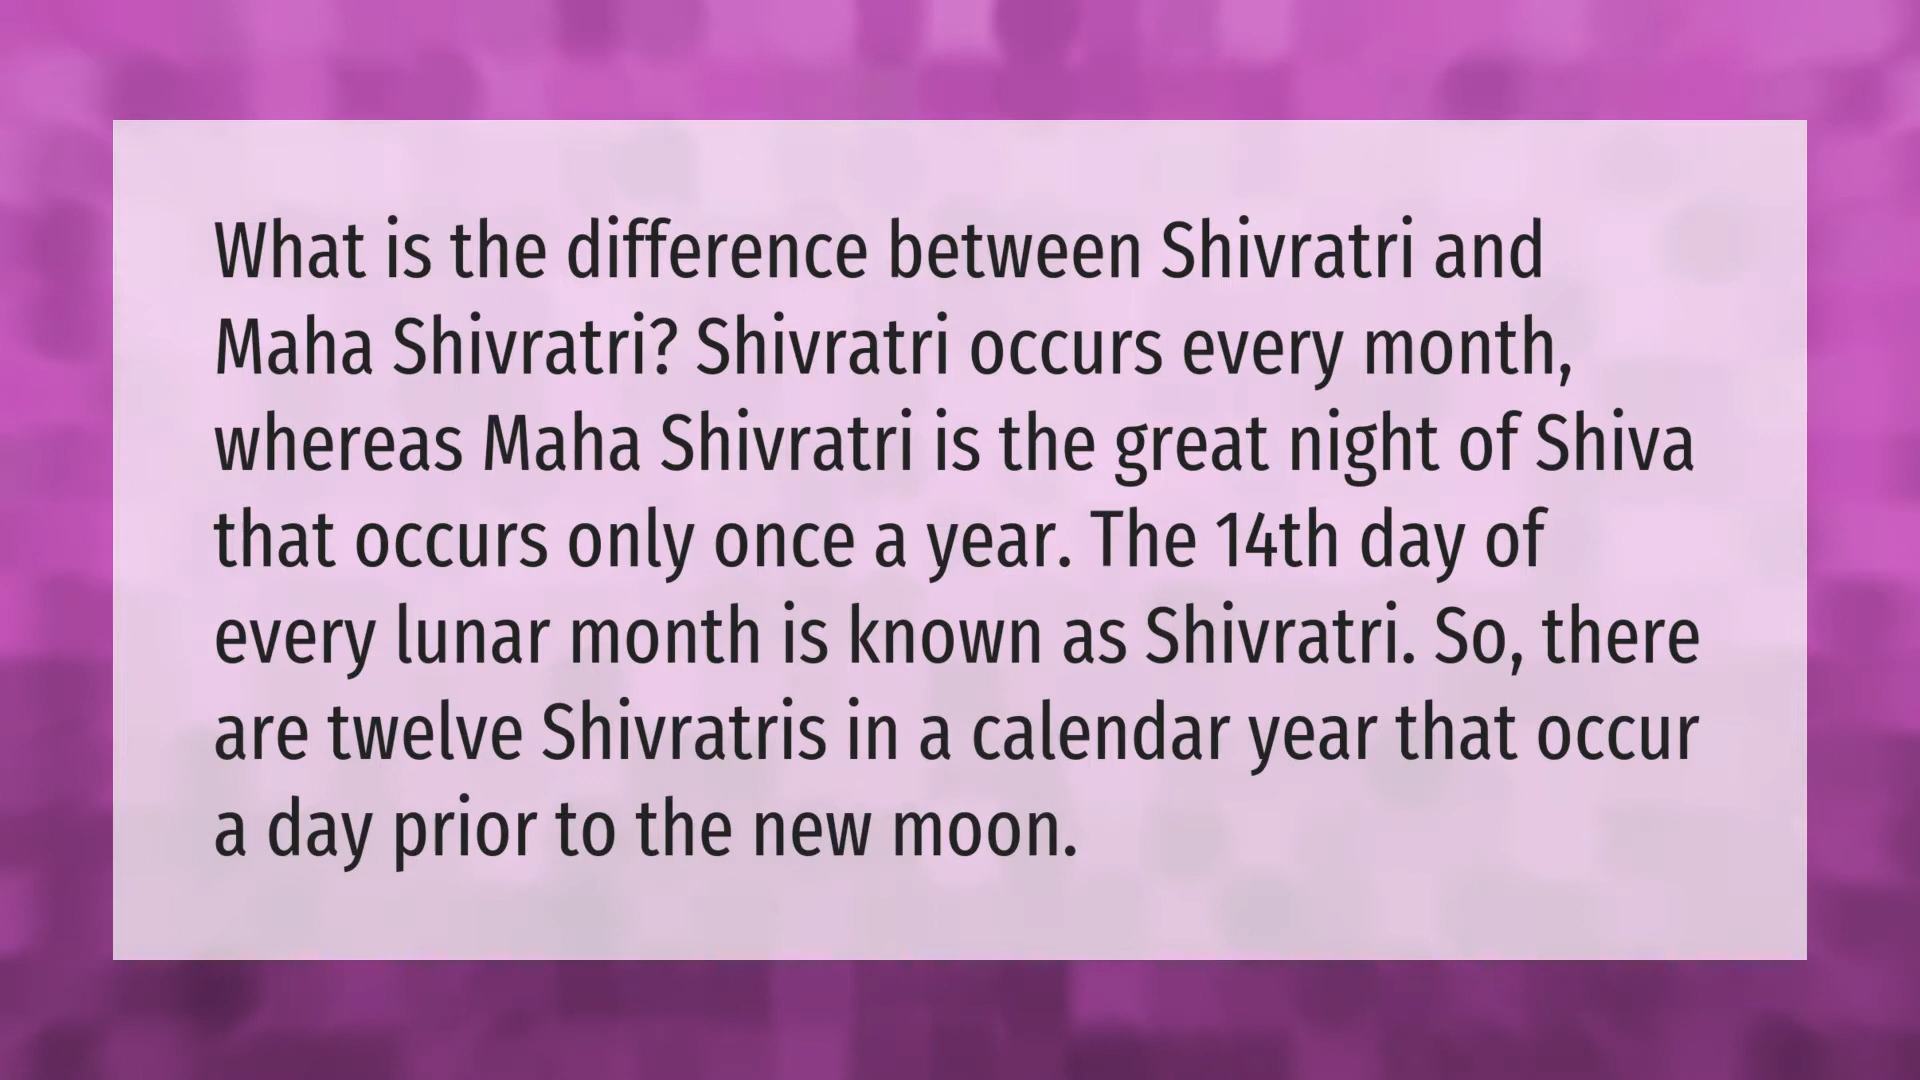 What is the difference between Shivratri and
Maha Shivratri? Shivratri occurs every month,
whereas Maha Shivratri is the great night of Shiva
that occurs only once a year. The 14th day of
every lunar month is known as Shivratri. So, there
are twelve Shivratris in a calendar year that occur
a day prior to the new moon.